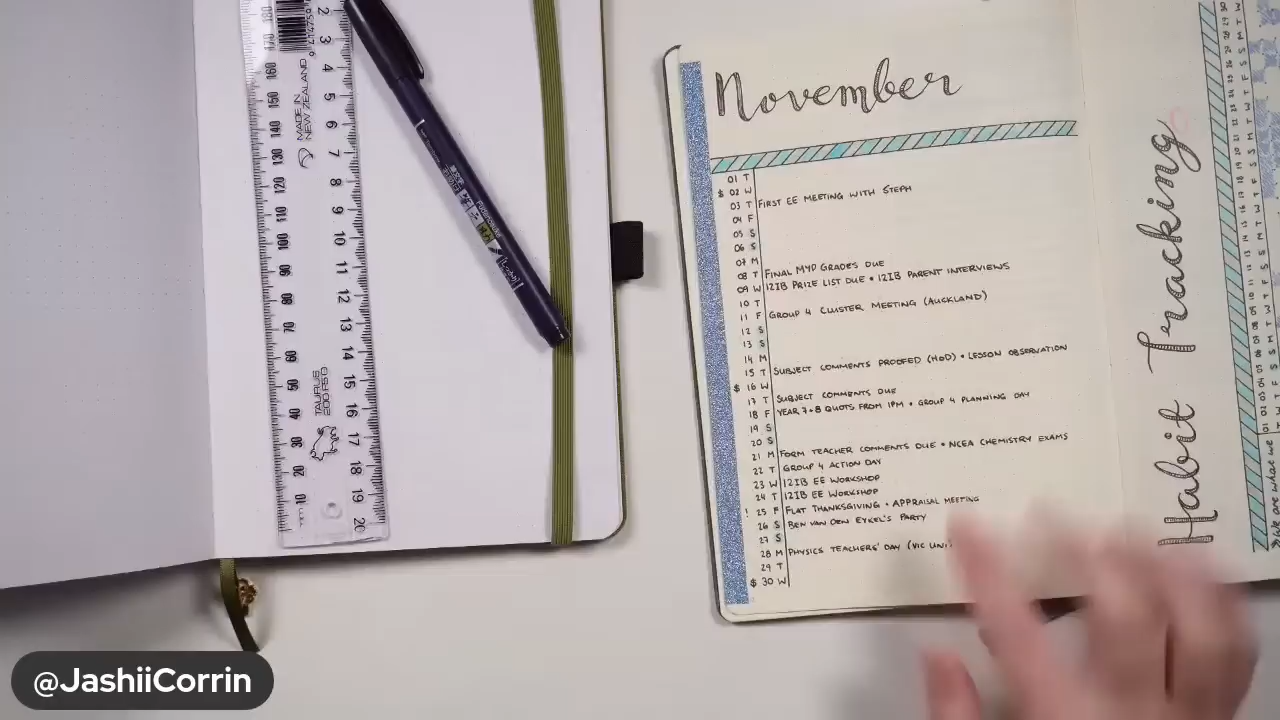 MADE IN
NEW ZEALAND
TAURUS
November
01 T
$ 02 W
03 T FIRST EE MEETING WITH STEPH
04 F
05 S
06 S
07 M
08 T FINAL MYP GRADES DUE
09 W 12IB PRIZE LIST DUE • 12IB PARENT INTERVIEWS
10 T
11 F GROUP 4 CLUSTER MEETING (AUCKLAND)
12 S
13 S
14 M
15 T SUBJECT COMMENTS PROOFED (HOD) • LESSON OBSERVATION
$ 16 W
17 T SUBJECT COMMENTS DUE
18 F YEAR 7+8 QUOTS FROM 1PM • GROUP 4 PLANNING DAY
19 S
20 S
21 M FORM TEACHER COMMENTS DUE • NCEA CHEMISTRY EXAMS
22 T GROUP 4 ACTION DAY
23 W 12IB EE WORKSHOP
24 T 12IB EE WORKSHOP
! 25 F FLAT THANKSGIVING • APPRAISAL MEETING
26 S BEN VAN DEN EYKEL'S PARTY
27 S
28 M PHYSICS TEACHERS' DAY (VIC UNI)
29 T
$ 30 W
Habit Tracking
@JashiiCorrin